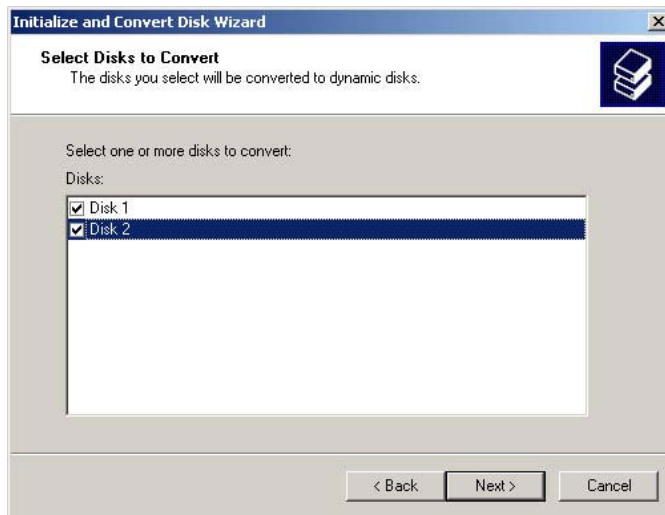 Initialize and Convert Disk Wizard
Select Disks to Convert
The disks you select will be converted to dynamic disks.
Select one or more disks to convert:
Disks:
Disk 1
Disk 2
< Back
Next >
Cancel